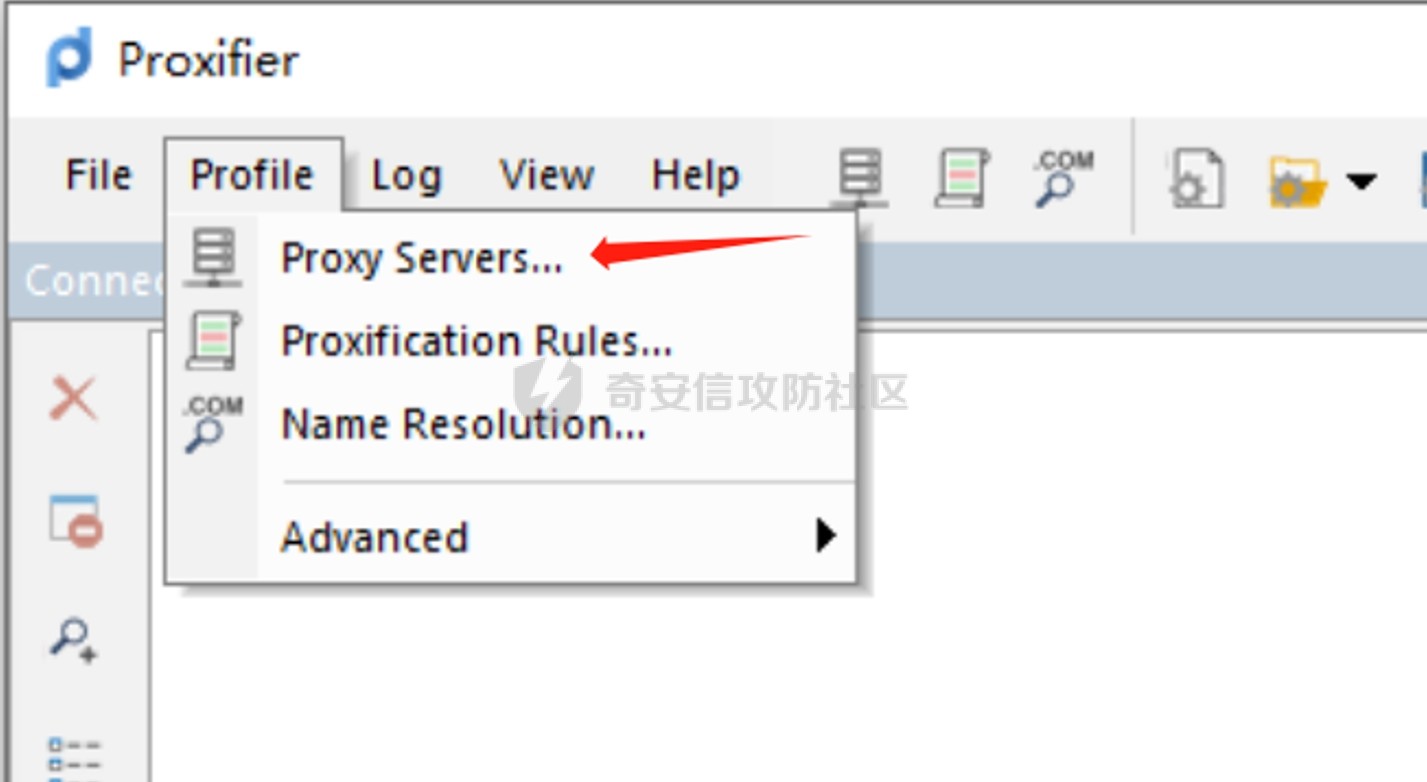 Proxifier
File Profile Log View Help .COM
Proxy Servers...
Connec
Proxification Rules...
奇安信攻防社区
.COM
Name Resolution...
Advanced